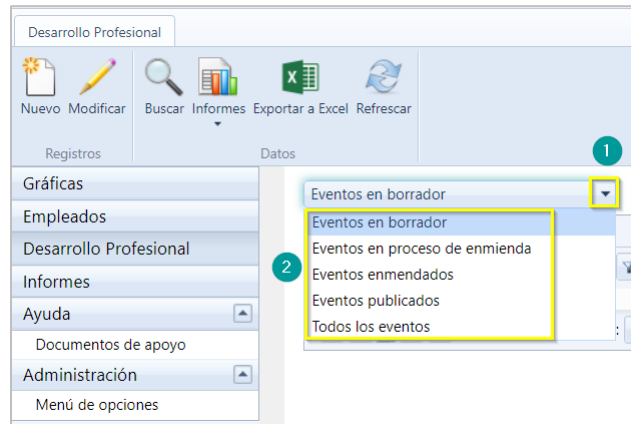 Desarrollo Profesional
Nuevo Modificar Buscar Informes Exportar a Excel Refrescar
Registros Datos
1
Gráficas
Empleados
Desarrollo Profesional
Informes
Ayuda
Documentos de apoyo
Administración
Menú de opciones
Eventos en borrador
2
Eventos en borrador
Eventos en proceso de enmienda
Eventos enmendados
Eventos publicados
Todos los eventos
: